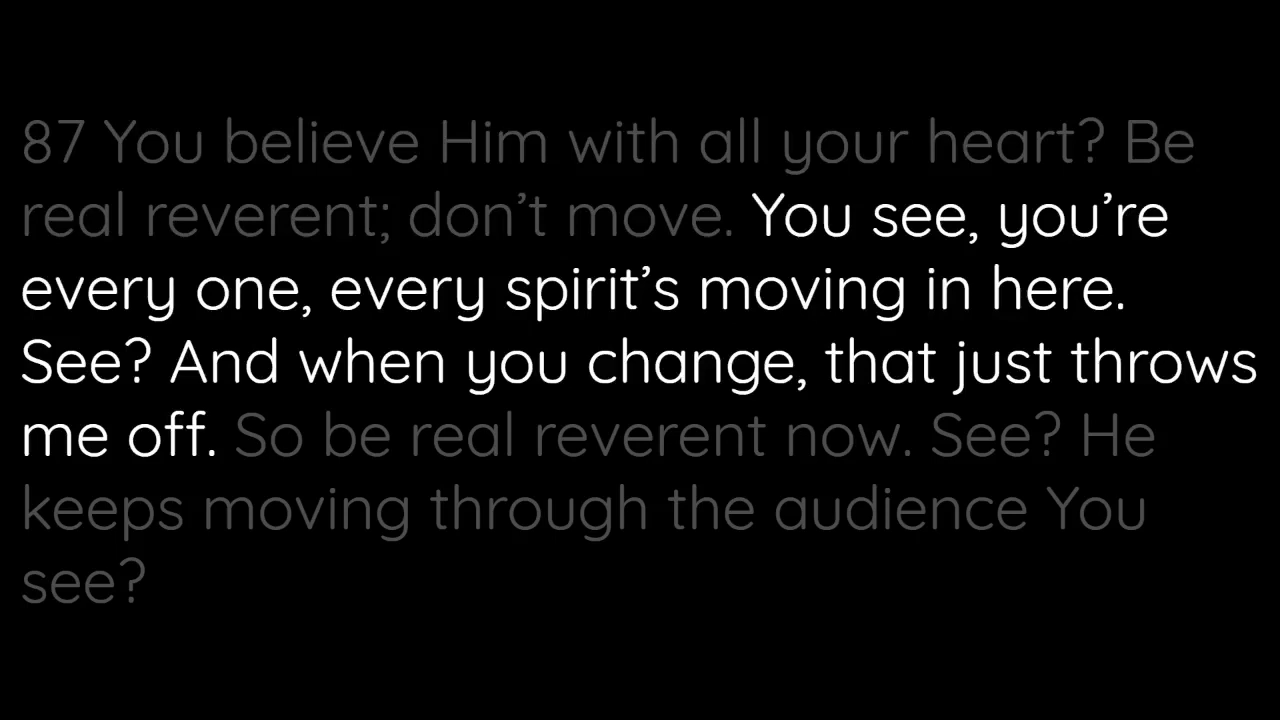 87 You believe Him with all your heart? Be
real reverent; don’t move. You see, you’re
every one, every spirit’s moving in here.
See? And when you change, that just throws
me off. So be real reverent now. See? He
keeps moving through the audience You
see?